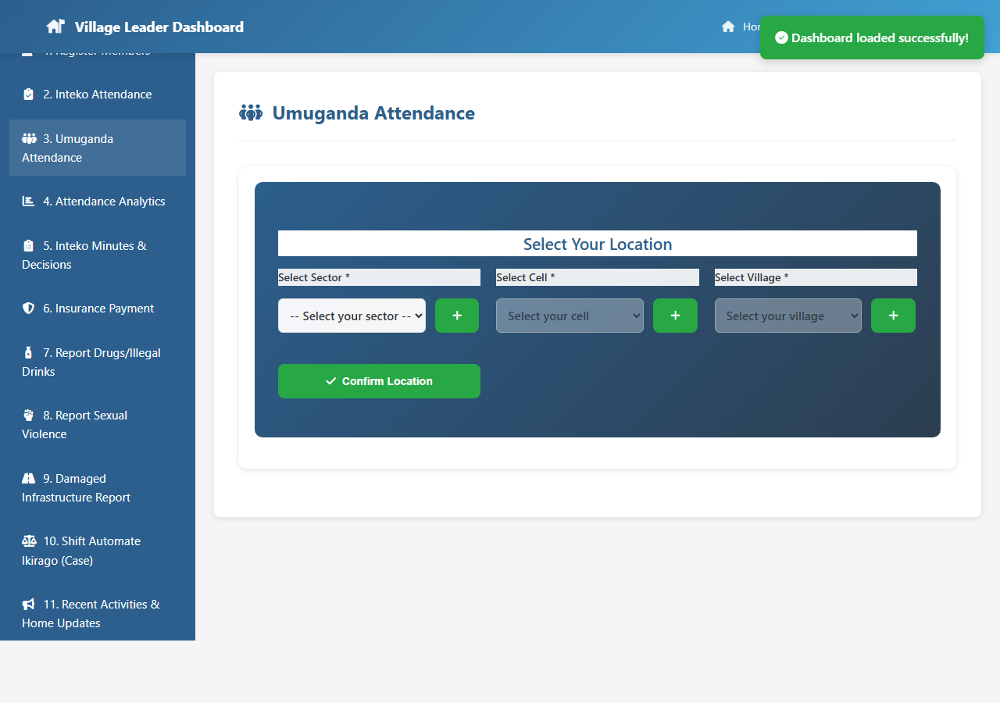 Village Leader Dashboard
Dashboard loaded successfully!
1. Register Members
2. Inteko Attendance
3. Umuganda
Attendance
4. Attendance Analytics
5. Inteko Minutes &
Decisions
6. Insurance Payment
7. Report Drugs/Illegal
Drinks
8. Report Sexual
Violence
9. Damaged
Infrastructure Report
10. Shift Automate
Ikirago (Case)
11. Recent Activities &
Home Updates
Umuganda Attendance
Select Your Location
Select Sector * Select Cell * Select Village *
-- Select your sector -- + Select your cell + Select your village +
Confirm Location